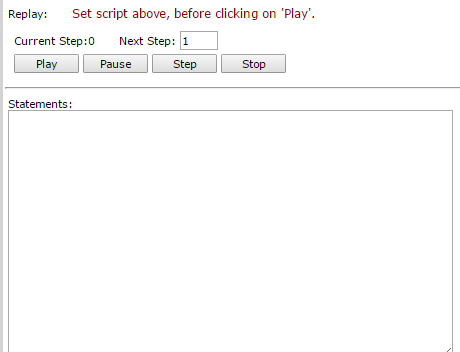 Replay: Set script above, before clicking on 'Play'.
Current Step:0 Next Step: 1
Play Pause Step Stop
Statements: